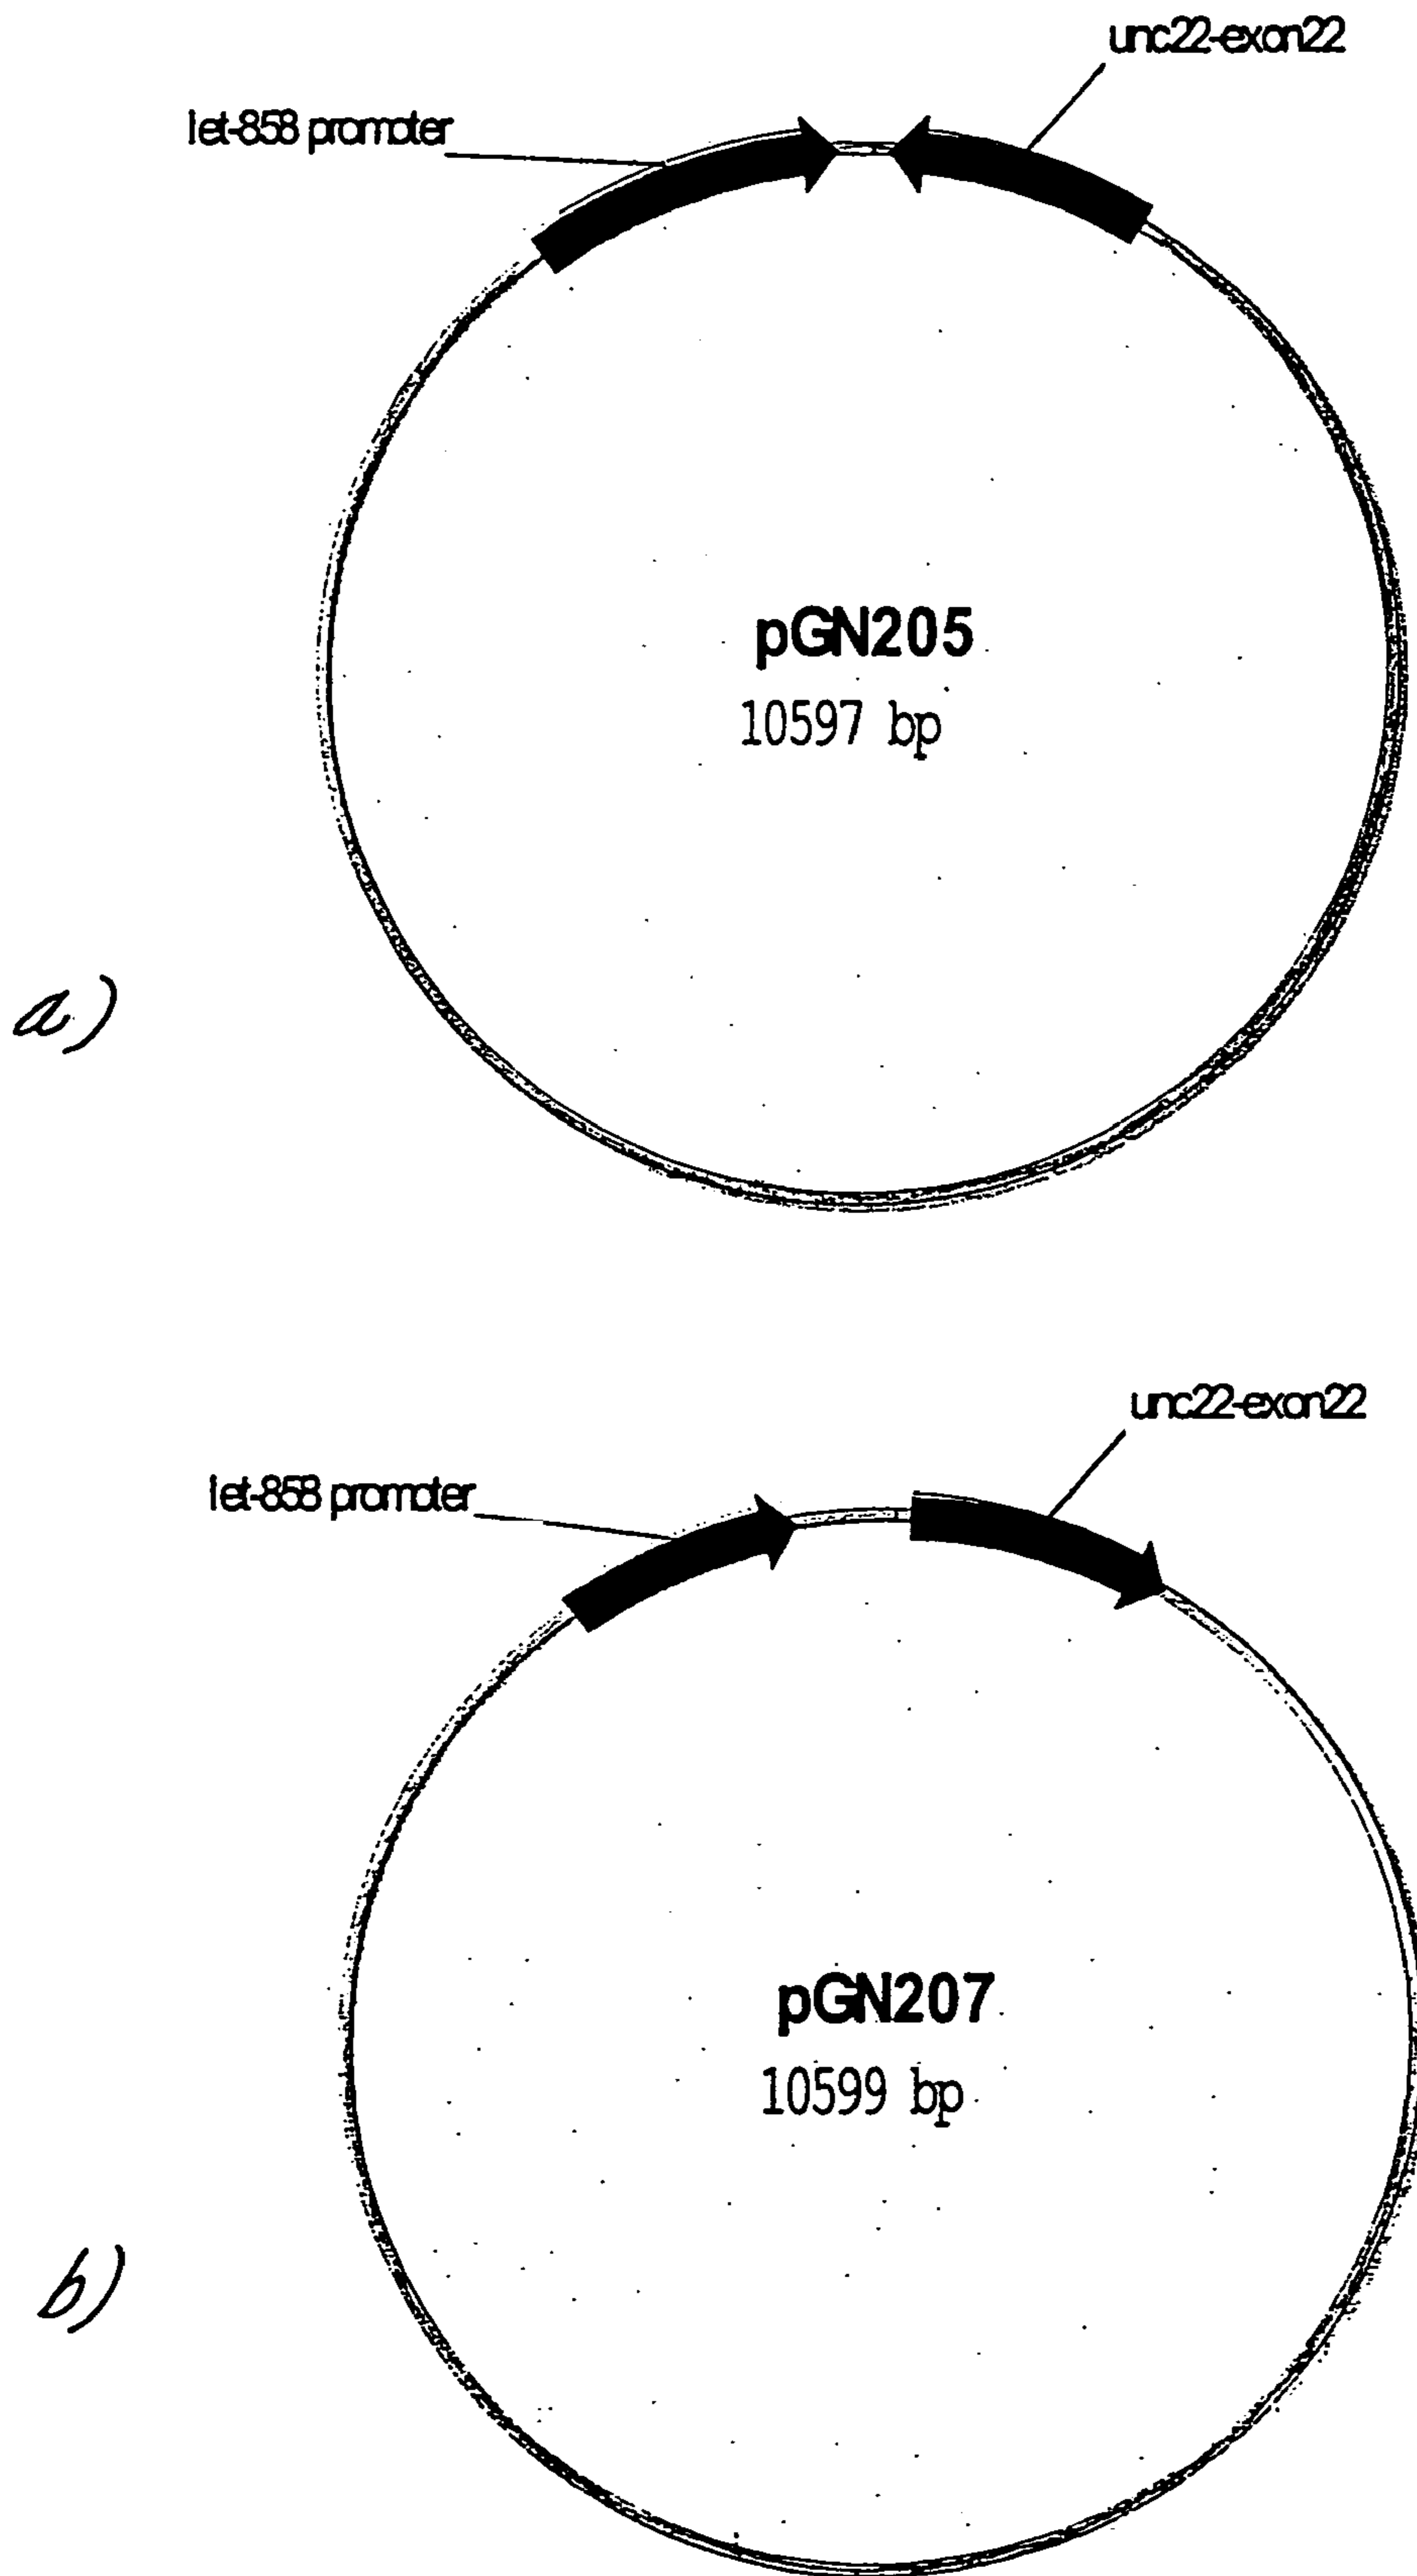 unc22-exon22
let-858 promoter
pGN205
10597 bp
a)
unc22-exon22
let-858 promoter
pGN207
10599 bp
b)